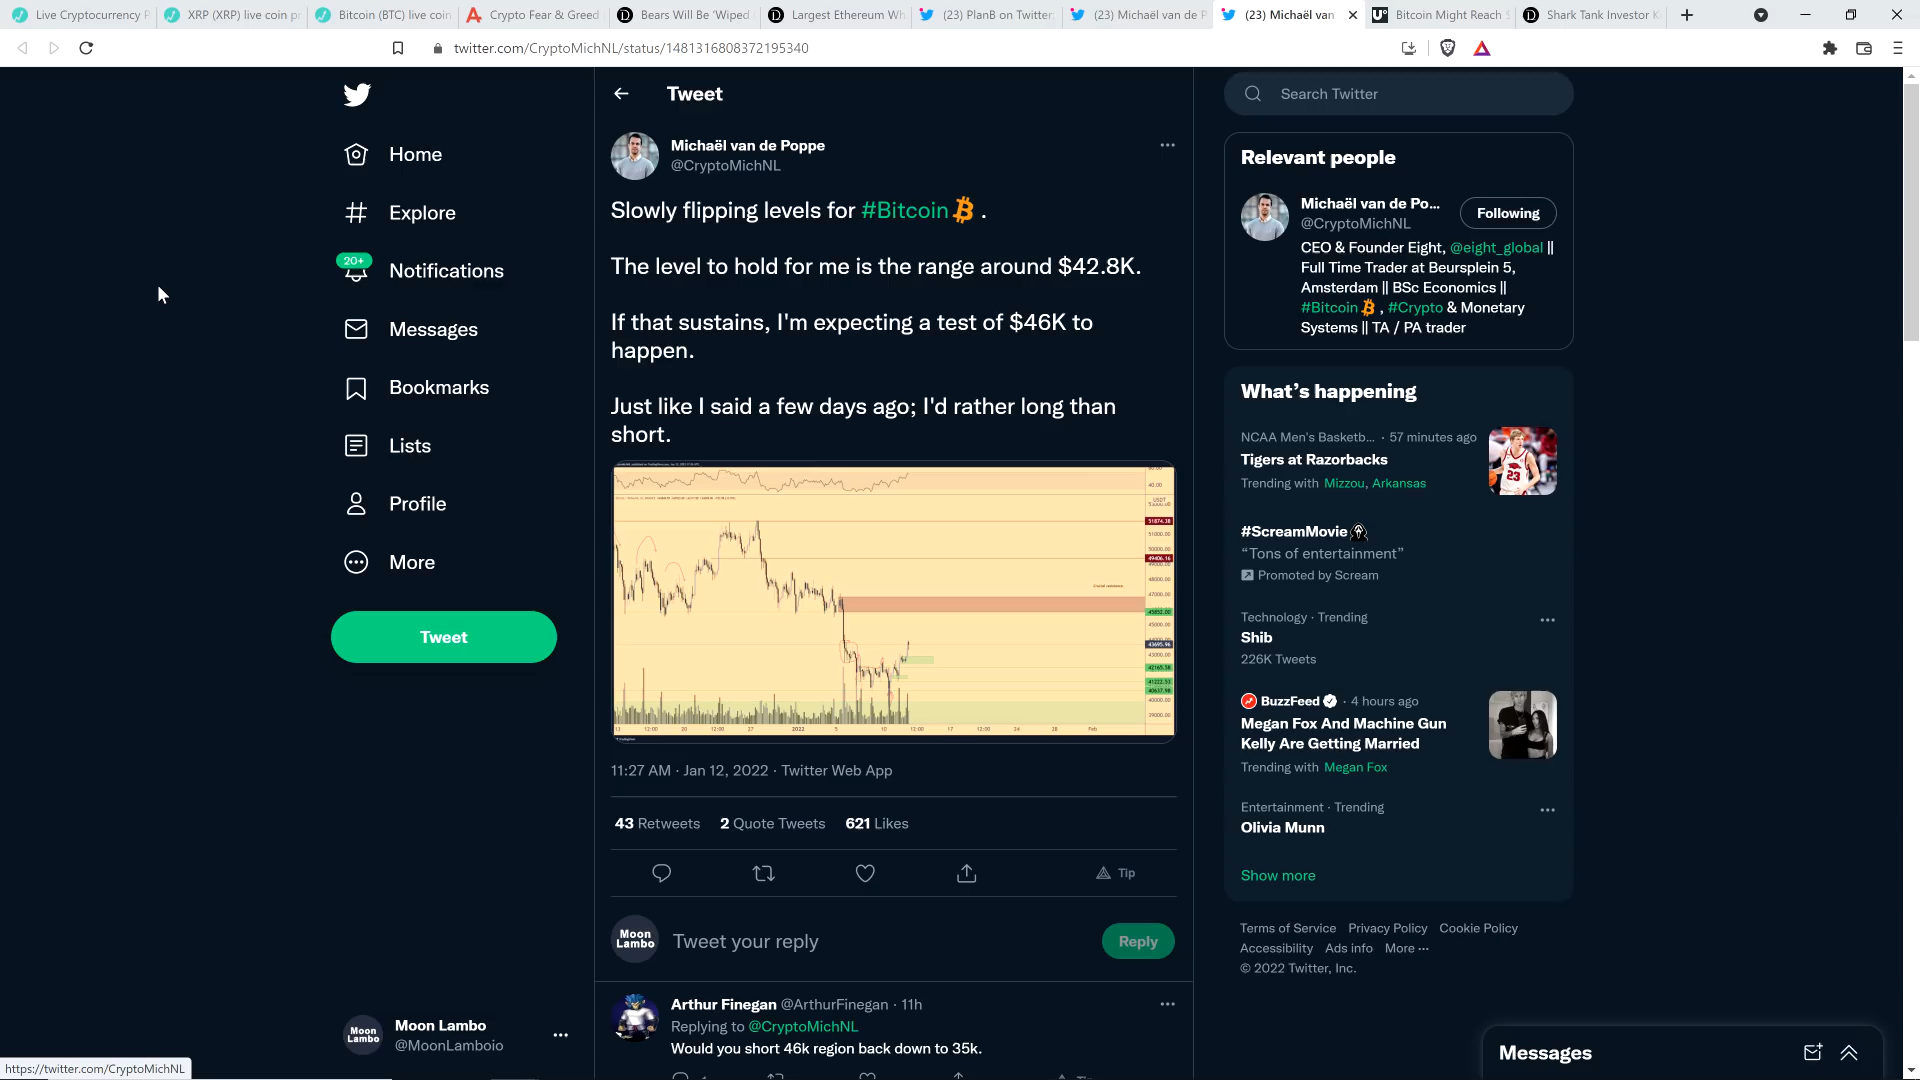 Live Cryptocurrency P
XRP (XRP) live coin pr
Bitcoin (BTC) live coin
Crypto Fear & Greed
Bears Will Be 'Wiped
Largest Ethereum Wh
(23) PlanB on Twitter
(23) Michaël van de P
(23) Michaël van
Bitcoin Might Reach
Shark Tank Investor K
twitter.com/CryptoMichNL/status/1481316808372195340
Home
Explore
20+
Notifications
Messages
Bookmarks
Lists
Profile
More
Tweet
Moon Lambo
Moon Lambo
@MoonLamboio
https://twitter.com/CryptoMichNL
Tweet
Michaël van de Poppe
@CryptoMichNL
Slowly flipping levels for #Bitcoin .
The level to hold for me is the range around $42.8K.
If that sustains, I'm expecting a test of $46K to
happen.
Just like I said a few days ago; I'd rather long than
short.
11:27 AM · Jan 12, 2022 · Twitter Web App
43 Retweets 2 Quote Tweets 621 Likes
Tip
Moon Lambo
Tweet your reply
Reply
Arthur Finegan @ArthurFinegan · 11h
Replying to @CryptoMichNL
Would you short 46k region back down to 35k.
Search Twitter
Relevant people
Michaël van de Po...
@CryptoMichNL
Following
CEO & Founder Eight, @eight_global ||
Full Time Trader at Beursplein 5,
Amsterdam || BSc Economics ||
#Bitcoin , #Crypto & Monetary
Systems || TA / PA trader
What's happening
NCAA Men's Basketb... · 57 minutes ago
Tigers at Razorbacks
Trending with Mizzou, Arkansas
#ScreamMovie
“Tons of entertainment”
Promoted by Scream
Technology · Trending
Shib
226K Tweets
BuzzFeed · 4 hours ago
Megan Fox And Machine Gun
Kelly Are Getting Married
Trending with Megan Fox
Entertainment · Trending
Olivia Munn
Show more
Terms of Service Privacy Policy Cookie Policy
Accessibility Ads info More
© 2022 Twitter, Inc.
Messages